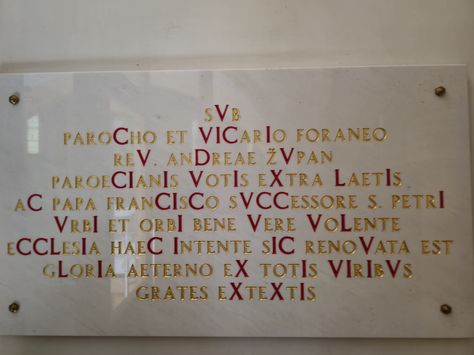 sVb
paroCho et VICarIo foraneo
reV. anDreae žVpan
paroeCIanIs VotIs eXtra LaetIs
aC papa franCIsCo sVCCessore s. petrI
VrbI et orbI bene Vere VoLente
eCCLesIa haeC Intente sIC renoVata est
gLorIa aeterno eX totIs VIrIbVs
grates eXteXtIs